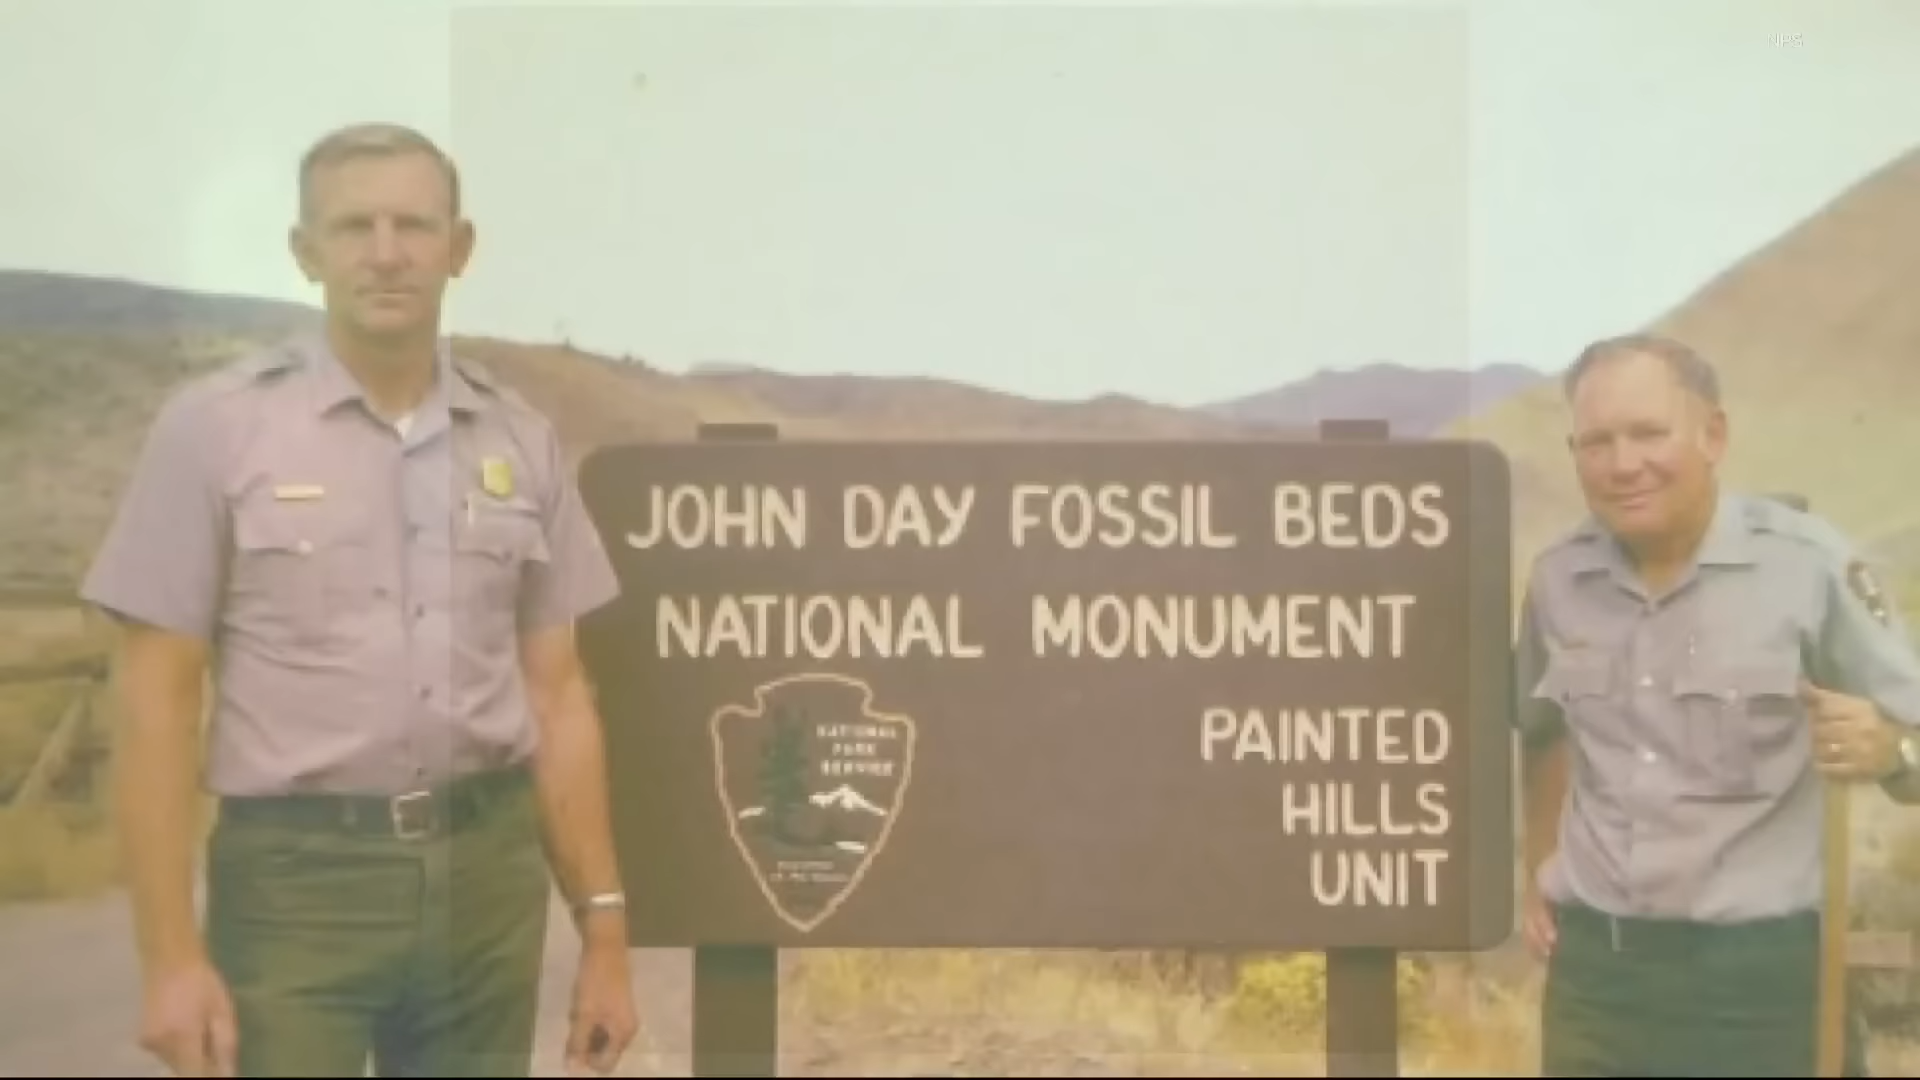 NPS
JOHN DAY FOSSIL BEDS
NATIONAL MONUMENT
NATIONAL
PARK
SERVICE
PAINTED
HILLS
UNIT